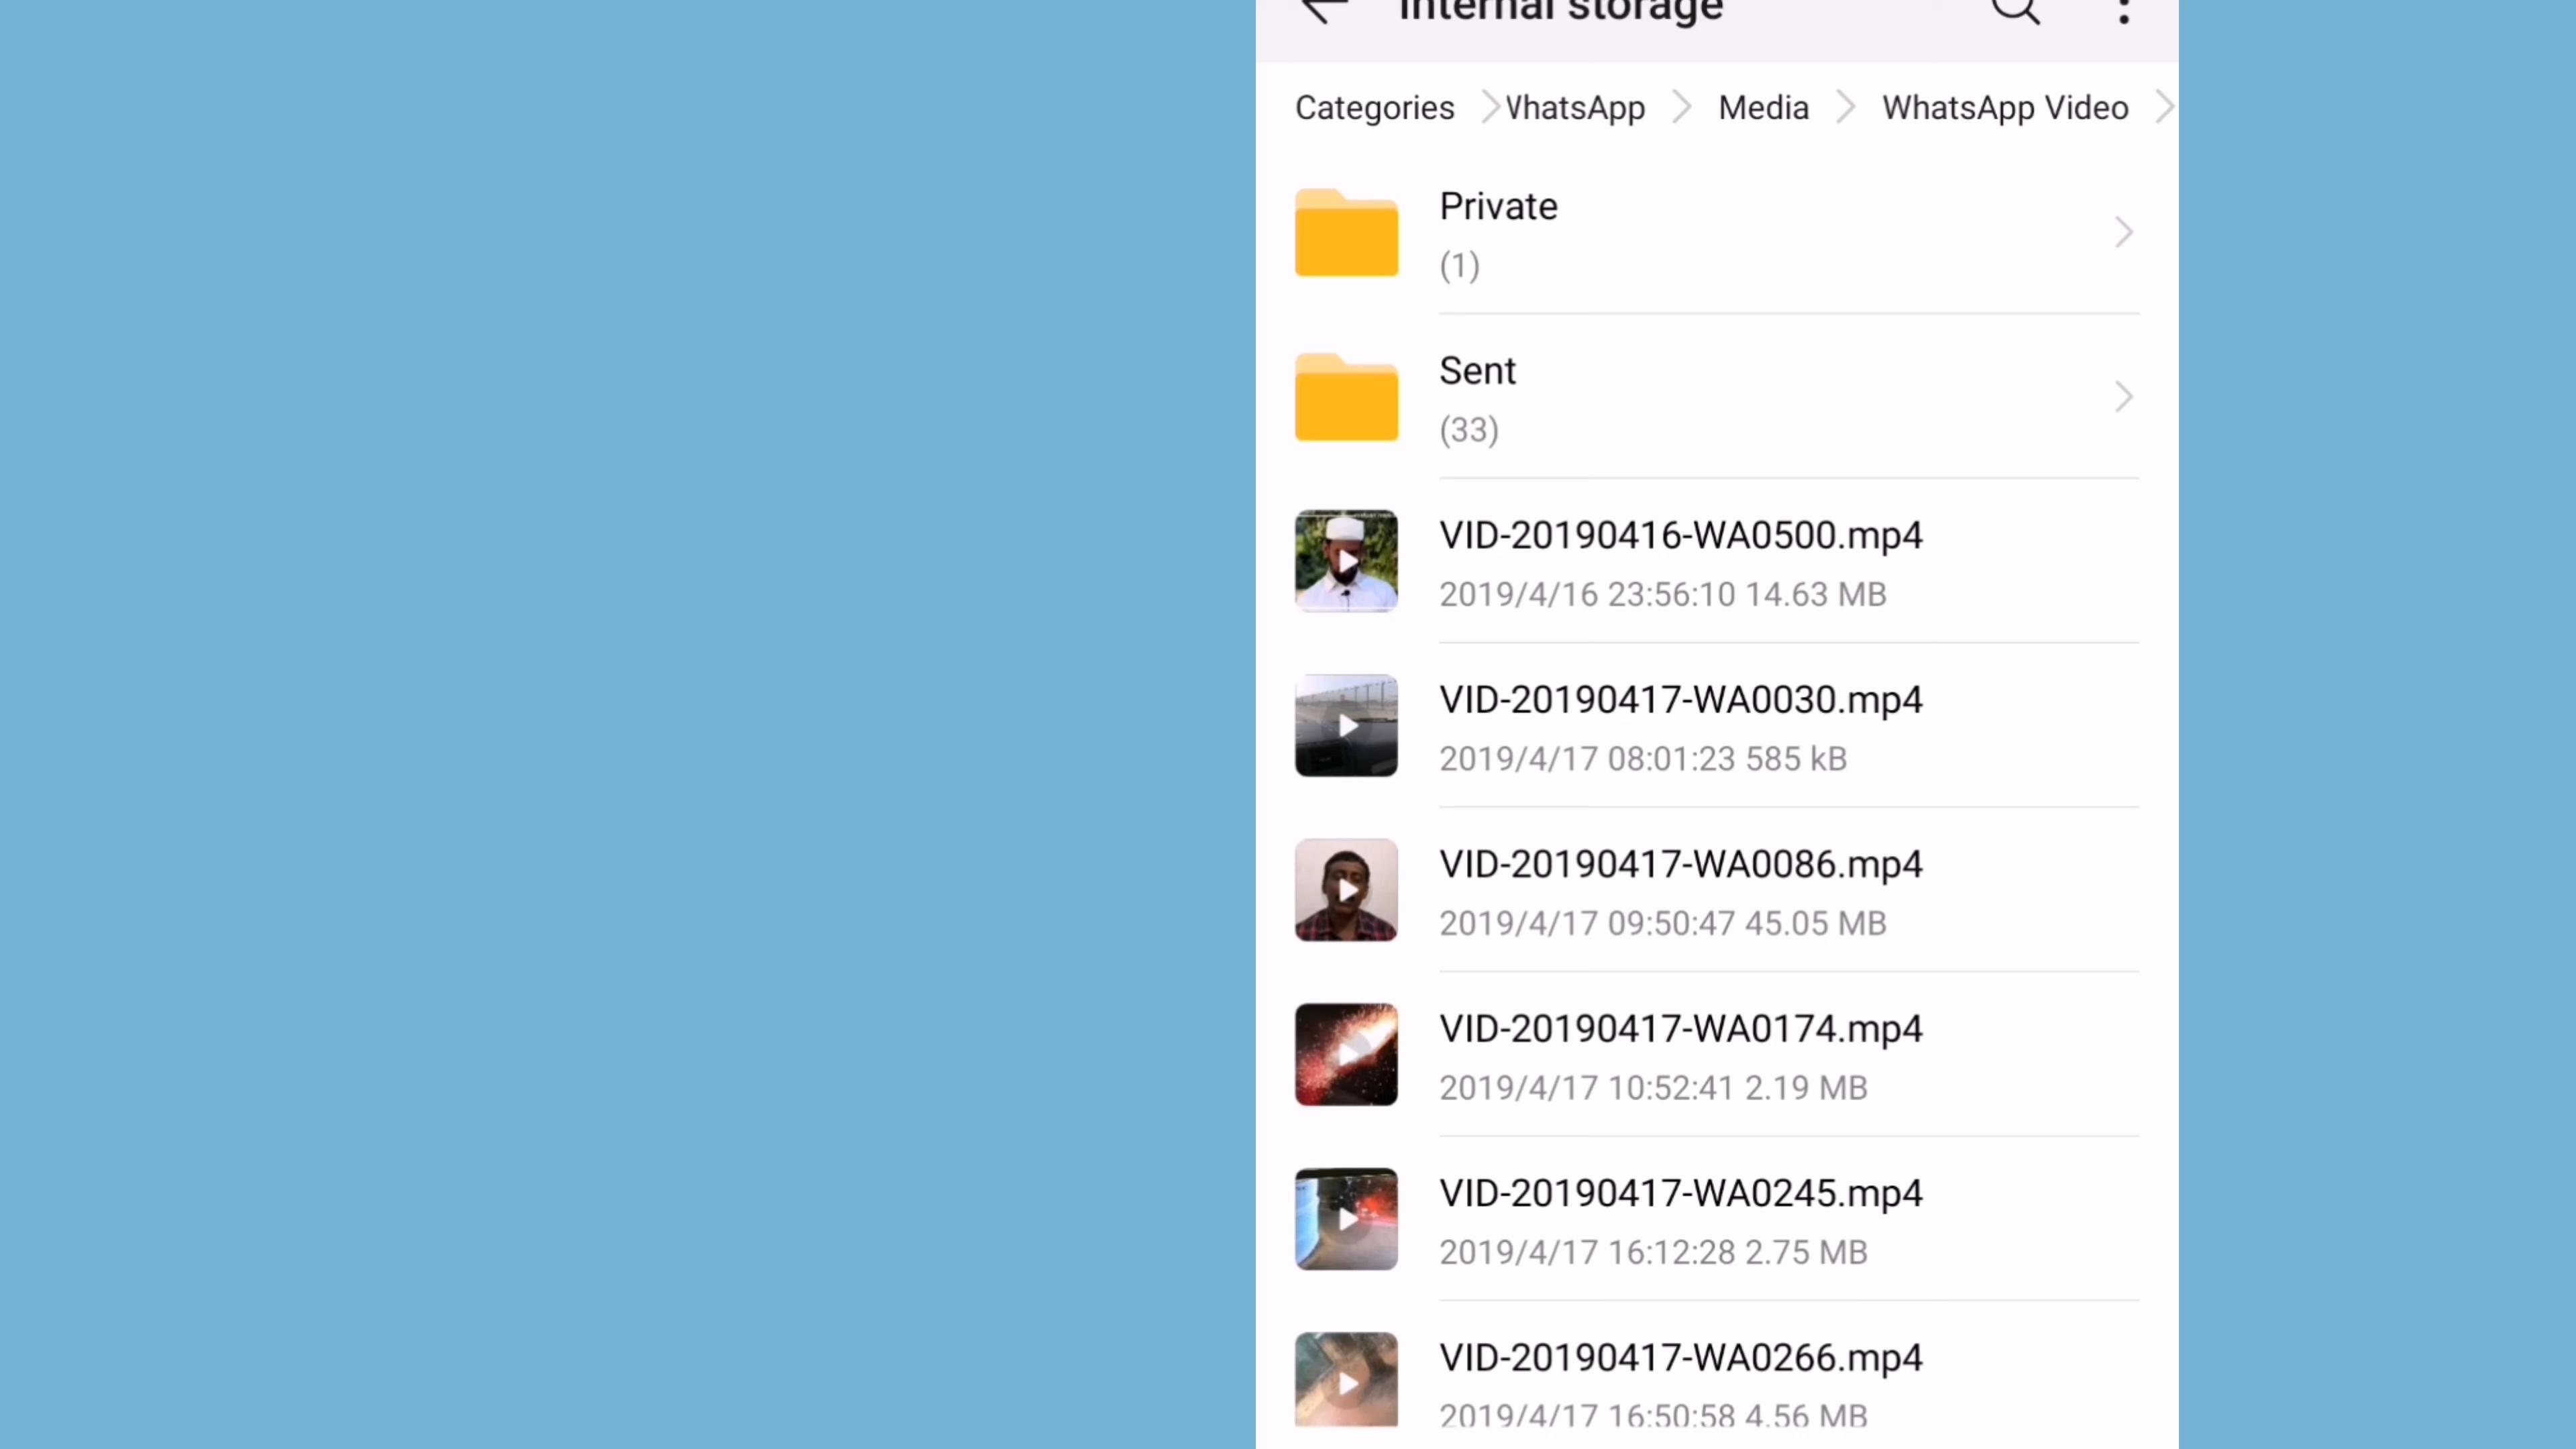 Internal storage
Categories WhatsApp Media WhatsApp Video
Private
(1)
Sent
(33)
VID-20190416-WA0500.mp4
2019/4/16 23:56:10 14.63 MB
VID-20190417-WA0030.mp4
2019/4/17 08:01:23 585 kB
VID-20190417-WA0086.mp4
2019/4/17 09:50:47 45.05 MB
VID-20190417-WA0174.mp4
2019/4/17 10:52:41 2.19 MB
VID-20190417-WA0245.mp4
2019/4/17 16:12:28 2.75 MB
VID-20190417-WA0266.mp4
2019/4/17 16:50:58 4.56 MB